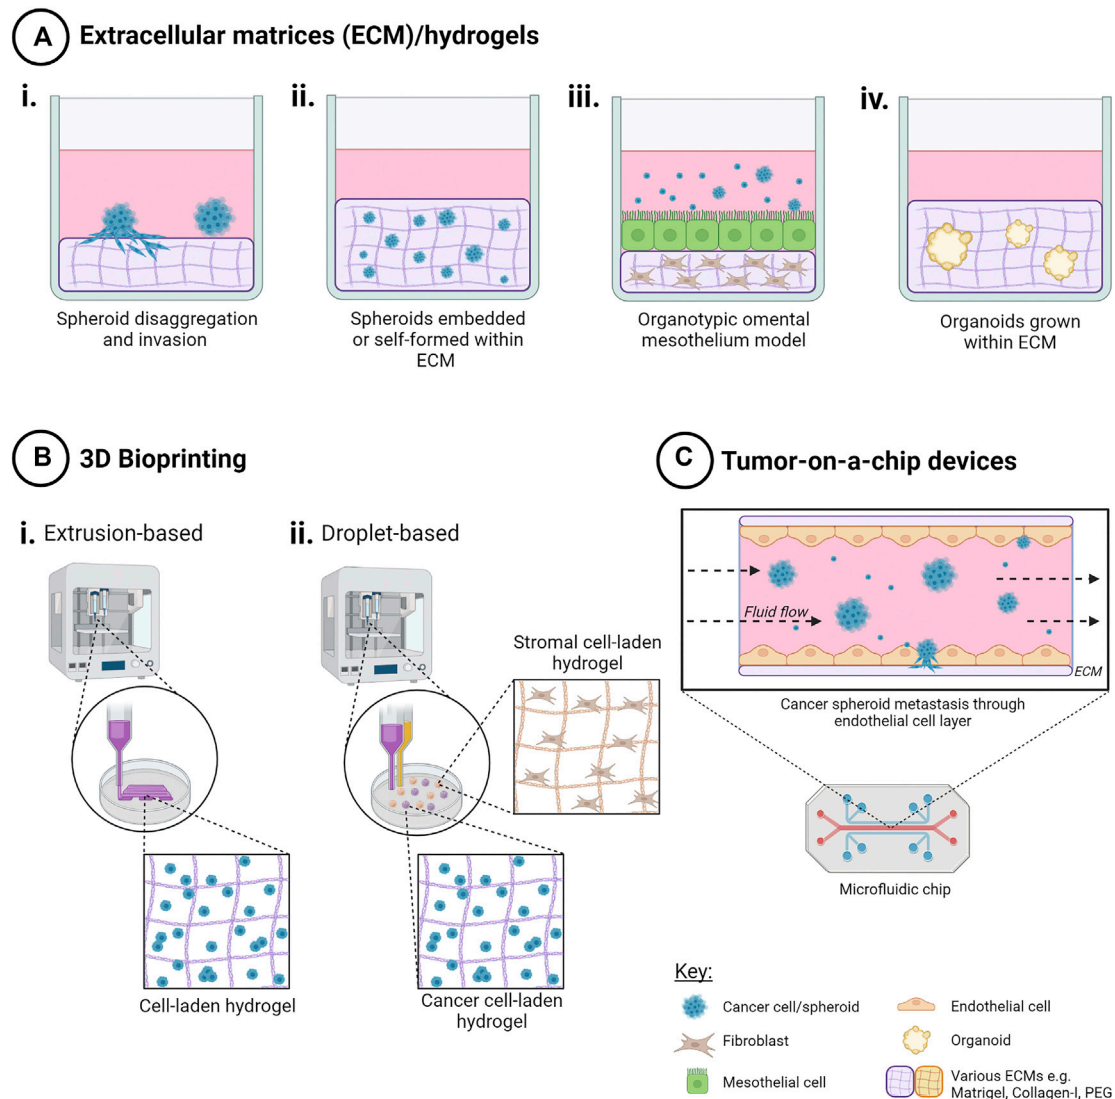 A Extracellular matrices (ECM)/hydrogels
i.
ii.
iii.
iv.
Spheroid disaggregation
and invasion
Spheroids embedded
or self-formed within
ECM
Organotypic omental
mesothelium model
Organoids grown
within ECM
B 3D Bioprinting
i. Extrusion-based
ii. Droplet-based
Cell-laden hydrogel
Stromal cell-laden
hydrogel
Cancer cell-laden
hydrogel
C Tumor-on-a-chip devices
Fluid flow
ECM
Cancer spheroid metastasis through
endothelial cell layer
Microfluidic chip
Key:
Cancer cell/spheroid
Fibroblast
Mesothelial cell
Endothelial cell
Organoid
Various ECMs e.g.
Matrigel, Collagen-I, PEG